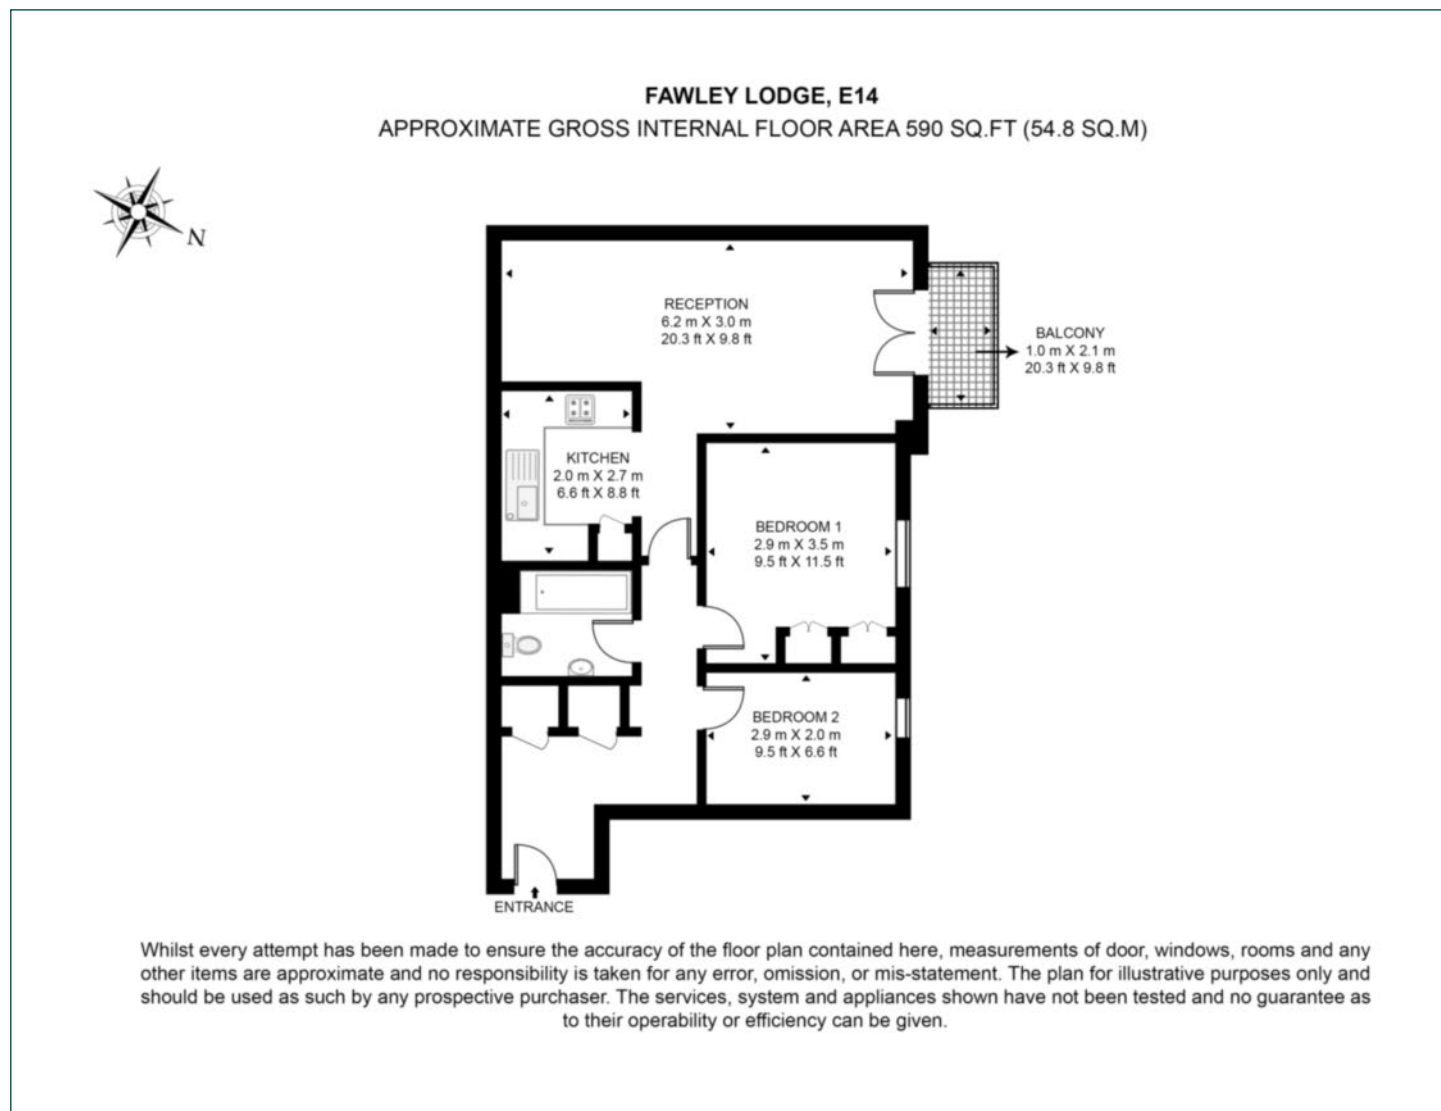 FAWLEY LODGE, E14
APPROXIMATE GROSS INTERNAL FLOOR AREA 590 SQ.FT (54.8 SQ.M)
N
RECEPTION
6.2 m X 3.0 m
20.3 ft X 9.8 ft
BALCONY
1.0 m X 2.1 m
20.3 ft X 9.8 ft
KITCHEN
2.0 m X 2.7 m
6.6 ft X 8.8 ft
BEDROOM 1
2.9 m X 3.5 m
9.5 ft X 11.5 ft
BEDROOM 2
2.9 m X 2.0 m
9.5 ft X 6.6 ft
ENTRANCE
Whilst every attempt has been made to ensure the accuracy of the floor plan contained here, measurements of door, windows, rooms and any
other items are approximate and no responsibility is taken for any error, omission, or mis-statement. The plan for illustrative purposes only and
should be used as such by any prospective purchaser. The services, system and appliances shown have not been tested and no guarantee as
to their operability or efficiency can be given.